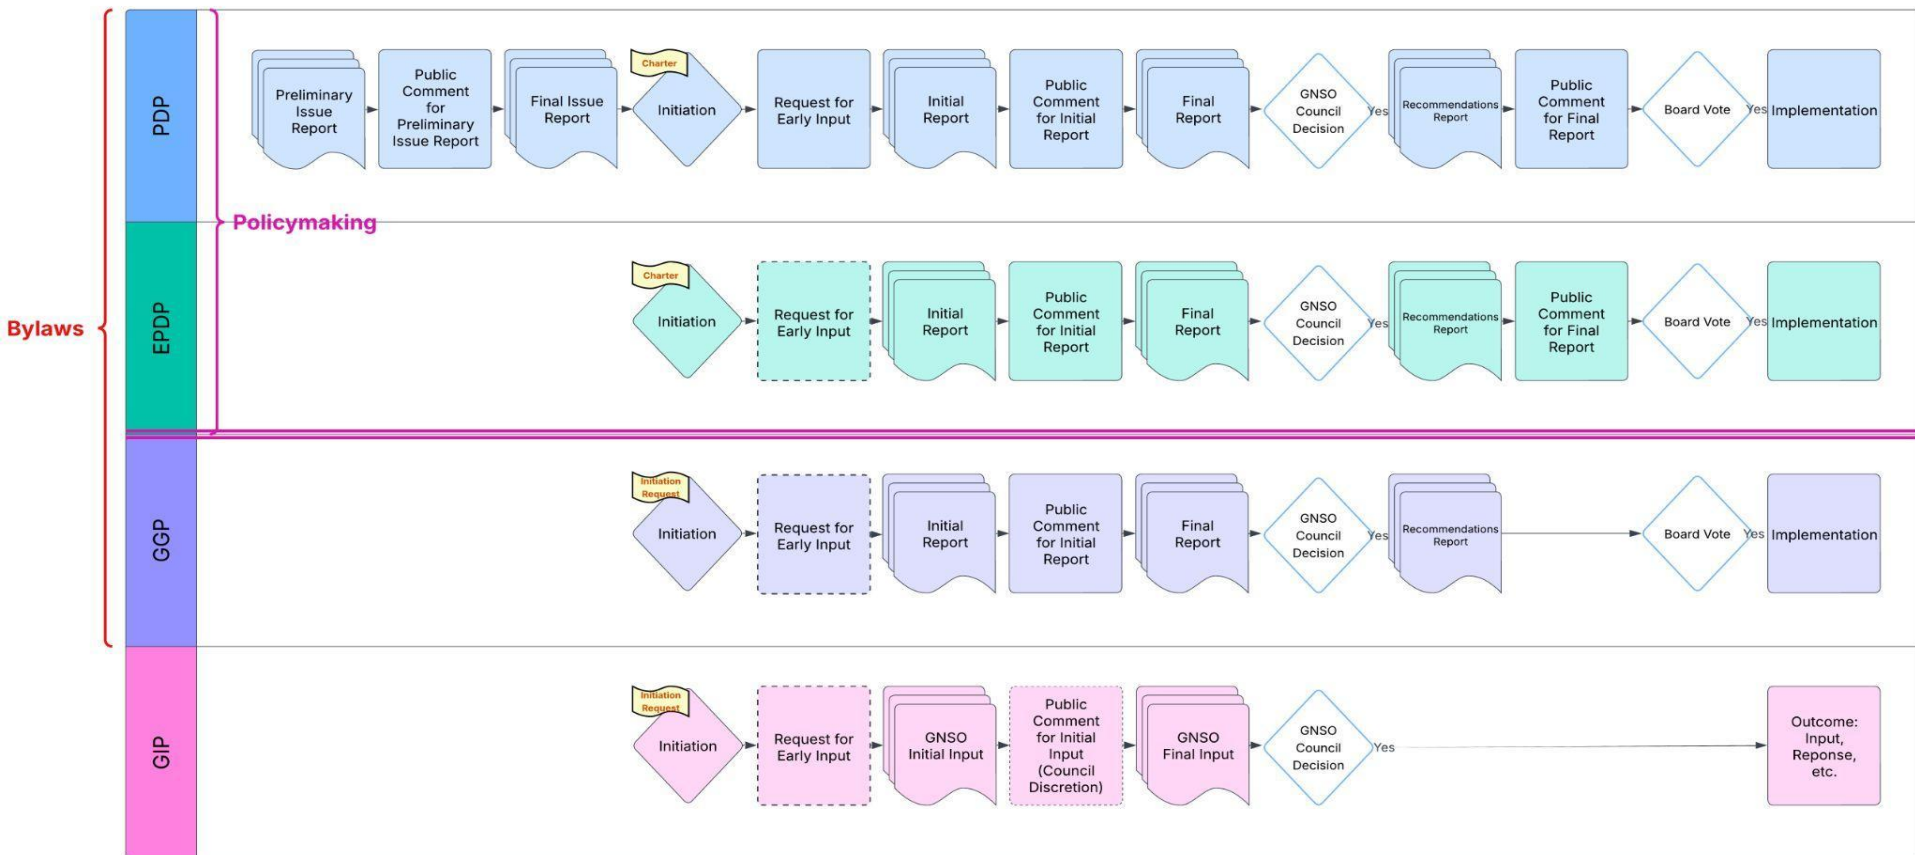 Bylaws
Policymaking
PDP
Preliminary
Issue
Report
Public
Comment
for
Preliminary
Issue Report
Final Issue
Report
Charter
Initiation
Request for
Early Input
Initial
Report
Public
Comment
for Initial
Report
Final
Report
GNSO
Council
Decision
Yes
Recommendations
Report
Public
Comment
for Final
Report
Board Vote
Yes
Implementation
EPDP
Charter
Initiation
Request for
Early Input
Initial
Report
Public
Comment
for Initial
Report
Final
Report
GNSO
Council
Decision
Yes
Recommendations
Report
Public
Comment
for Final
Report
Board Vote
Yes
Implementation
GGP
Initiation
Request
Initiation
Request for
Early Input
Initial
Report
Public
Comment
for Initial
Report
Final
Report
GNSO
Council
Decision
Yes
Recommendations
Report
Board Vote
Yes
Implementation
GIP
Initiation
Request
Initiation
Request for
Early Input
GNSO
Initial Input
Public
Comment
for Initial
Input
(Council
Discretion)
GNSO
Final Input
GNSO
Council
Decision
Yes
Outcome:
Input,
Reponse,
etc.